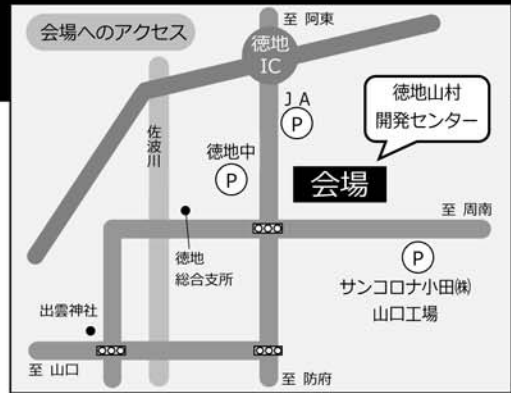 会場へのアクセス
至 阿東
徳地
IC
JA
P
徳地山村
開発センター
佐波川
徳地中
P
会場
至 周南
徳地
総合支所
P
サンコロナ小田㈱
山口工場
出雲神社
至 山口
至 防府